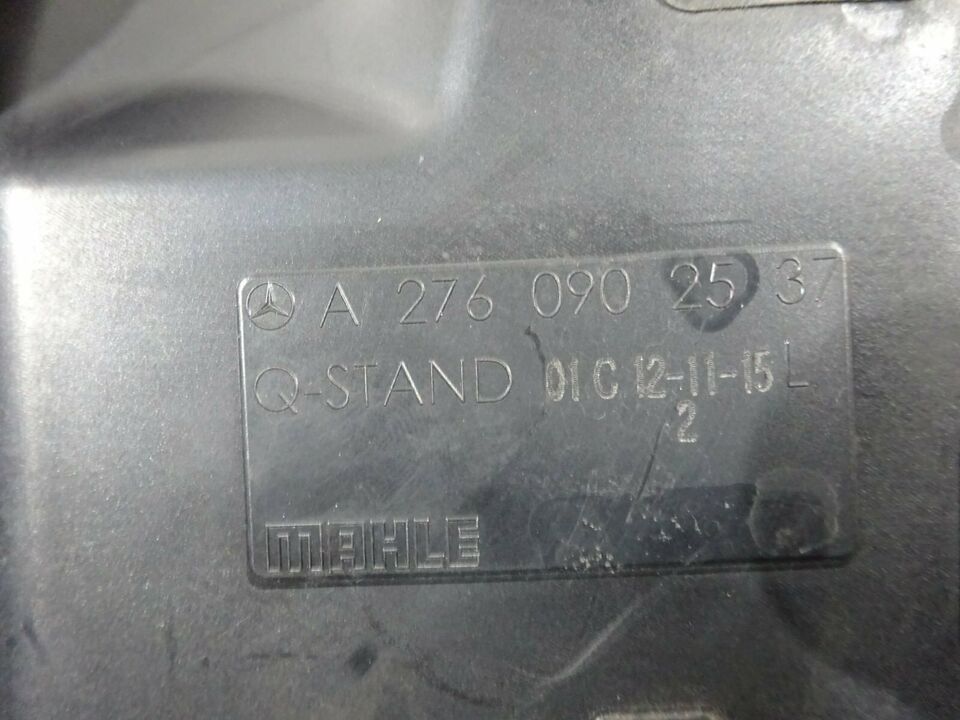 A 276 090 25 37
Q-STAND 01 C 12-11-15 L
2
MAHLE